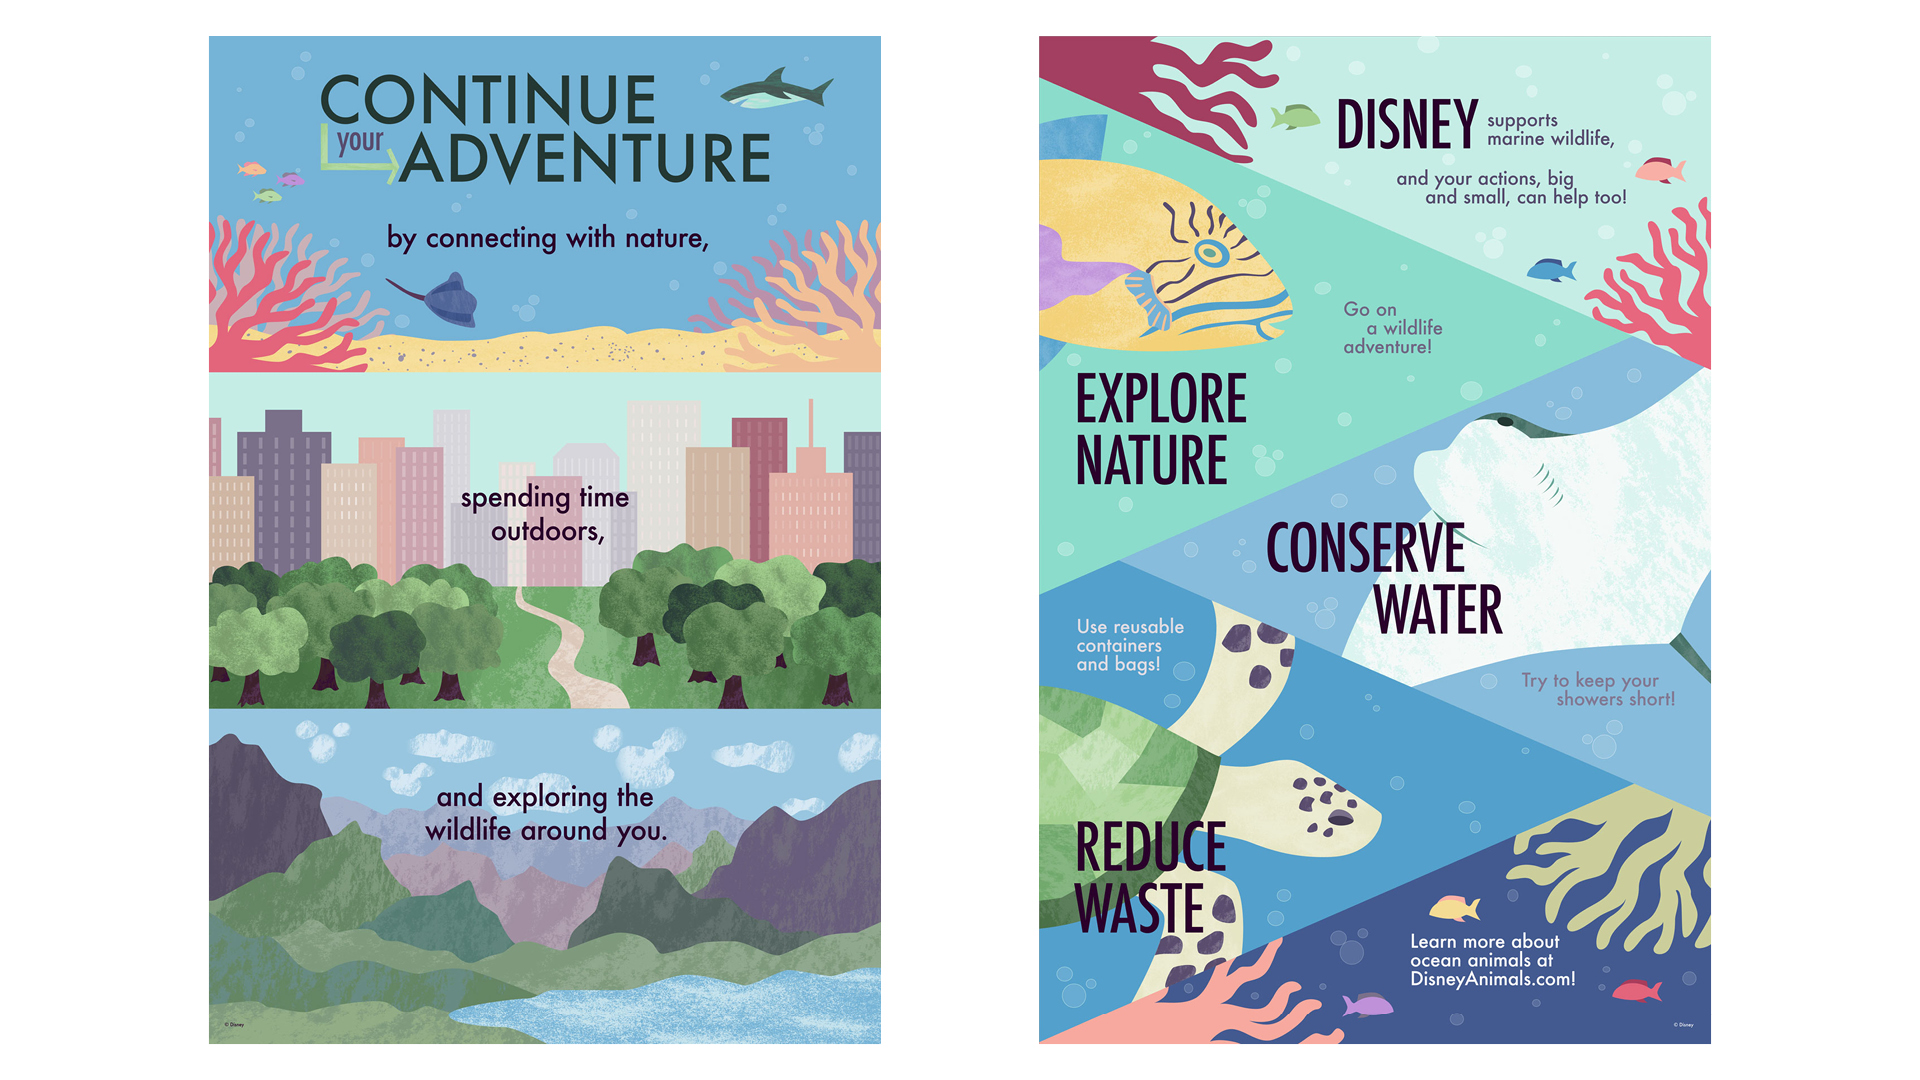 CONTINUE
your
ADVENTURE
by connecting with nature,
spending time
outdoors,
and exploring the
wildlife around you.
© Disney
DISNEY supports
marine wildlife,
and your actions, big
and small, can help too!
Go on
a wildlife
adventure!
EXPLORE
NATURE
CONSERVE
WATER
Use reusable
containers
and bags!
Try to keep your
showers short!
REDUCE
WASTE
Learn more about
ocean animals at
DisneyAnimals.com!
© Disney